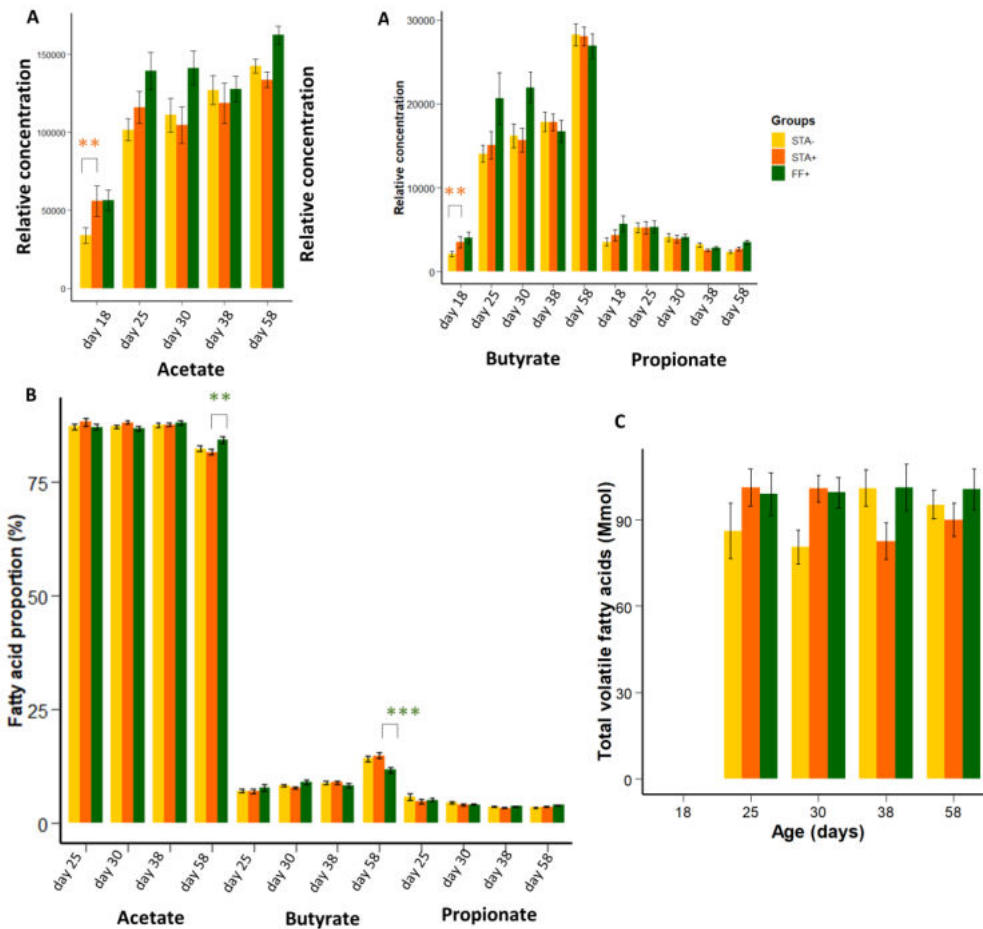 A
Relative concentration
150000
100000
50000
0
**
day 18
day 25
day 30
day 38
day 58
Acetate
Relative concentration
A
Relative concentration
30000
20000
10000
0
**
day 18
day 25
day 30
day 38
day 58
day 18
day 25
day 30
day 38
day 58
Butyrate
Propionate
Groups
STA-
STA+
FF+
B
Fatty acid proportion (%)
75
50
25
0
**
***
day 25
day 30
day 38
day 58
day 25
day 30
day 38
day 58
day 25
day 30
day 38
day 58
Acetate
Butyrate
Propionate
C
Total volatile fatty acids (Mmol)
90
60
30
0
18
25
30
38
58
Age (days)